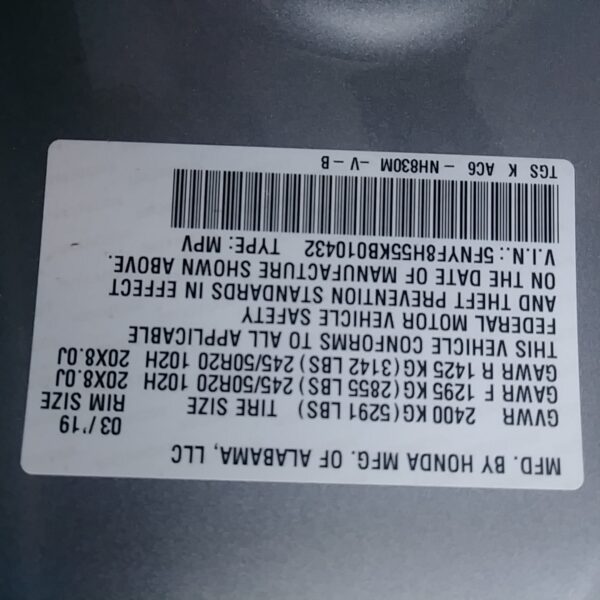 MFD. BY HONDA MFG. OF ALABAMA, LLC
03/'19
GVWR 2400 KG(5291 LBS) TIRE SIZE RIM SIZE
GAWR F 1295 KG(2855 LBS) 245/50R20 102H 20X8.0J
GAWR R 1425 KG(3142 LBS) 245/50R20 102H 20X8.0J
THIS VEHICLE CONFORMS TO ALL APPLICABLE
FEDERAL MOTOR VEHICLE SAFETY
AND THEFT PREVENTION STANDARDS IN EFFECT
ON THE DATE OF MANUFACTURE SHOWN ABOVE.
V.I.N.: 5FNYF8H55KB010432 TYPE: MPV
TGS K AC6 - NH830M -V-B